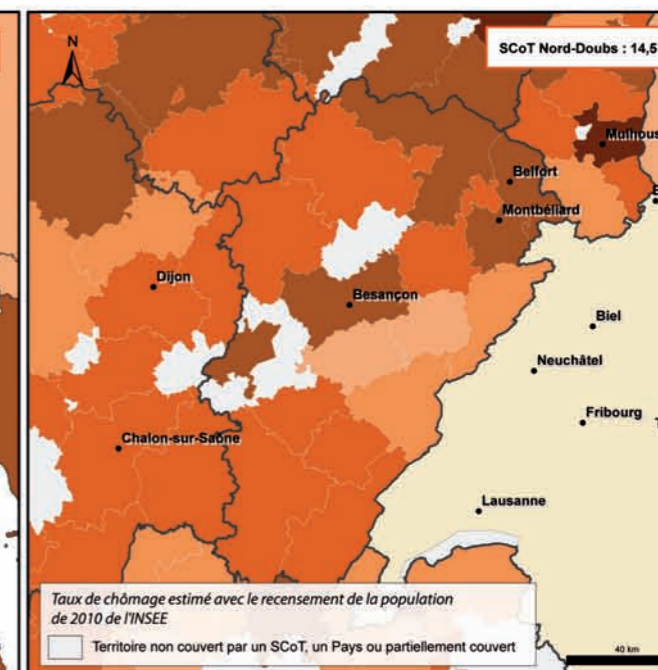 N
SCoT Nord-Doubs : 14,5
Mulhous
Belfort
Montbéliard
Dijon
Besançon
Biel
Neuchâtel
Fribourg
Chalon-sur-Saône
Lausanne
Taux de chômage estimé avec le recensement de la population
de 2010 de l'INSEE
Territoire non couvert par un SCoT, un Pays ou partiellement couvert
40 km